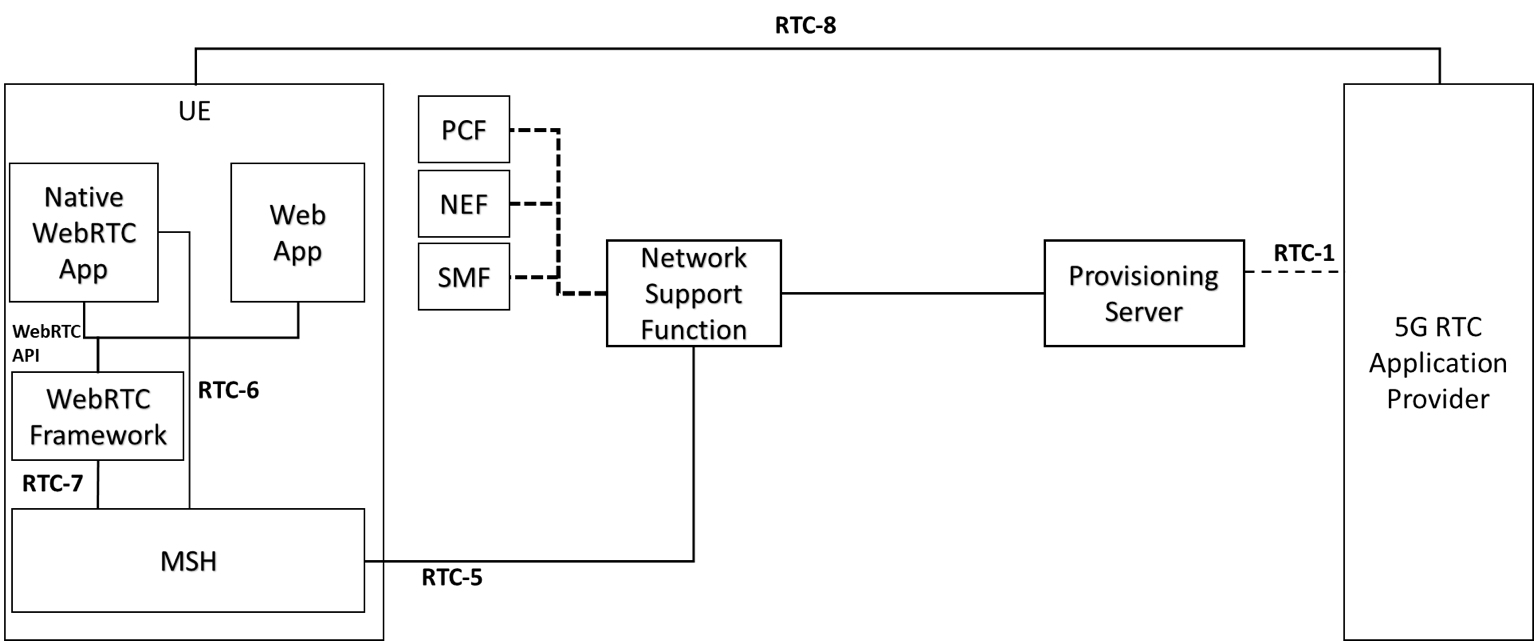 RTC-8
UE
Native
WebRTC
App
Web
App
WebRTC
API
WebRTC
Framework
RTC-6
RTC-7
MSH
RTC-5
PCF
NEF
SMF
Network
Support
Function
Provisioning
Server
RTC-1
5G RTC
Application
Provider